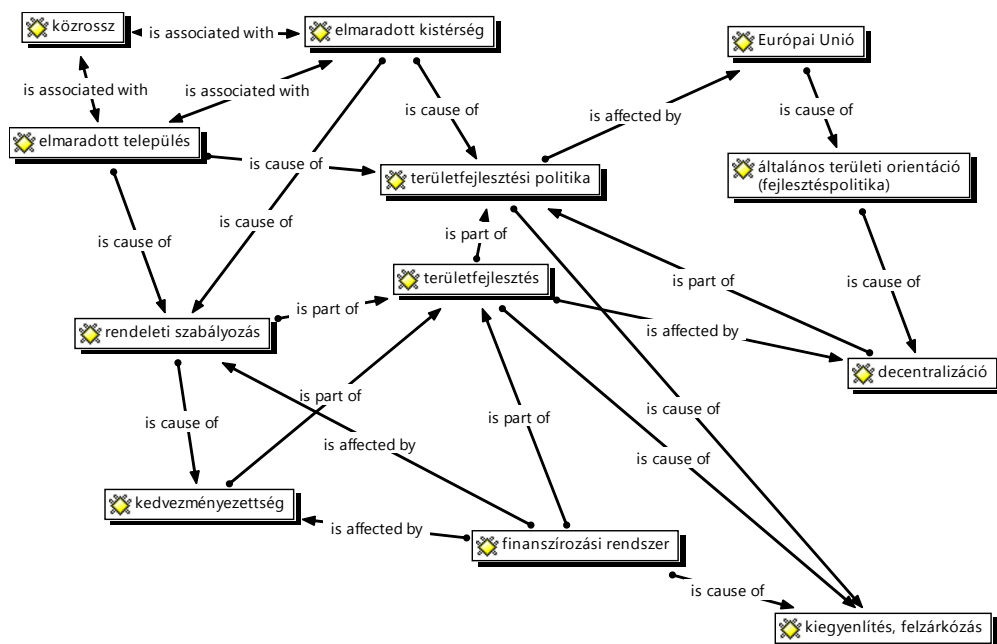 közrossz
is associated with
elmaradott kistérség
Európai Unió
is associated with
is associated with
is cause of
is affected by
is cause of
elmaradott település
is cause of
területfejlesztési politika
általános területi orientáció
(fejlesztéspolitika)
is cause of
is cause of
is part of
területfejlesztés
is part of
is cause of
rendeleti szabályozás
is part of
is affected by
decentralizáció
is part of
is cause of
is cause of
is part of
is affected by
is cause of
kedvezményezettség
is affected by
finanszírozási rendszer
is cause of
kiegyenlítés, felzárkózás